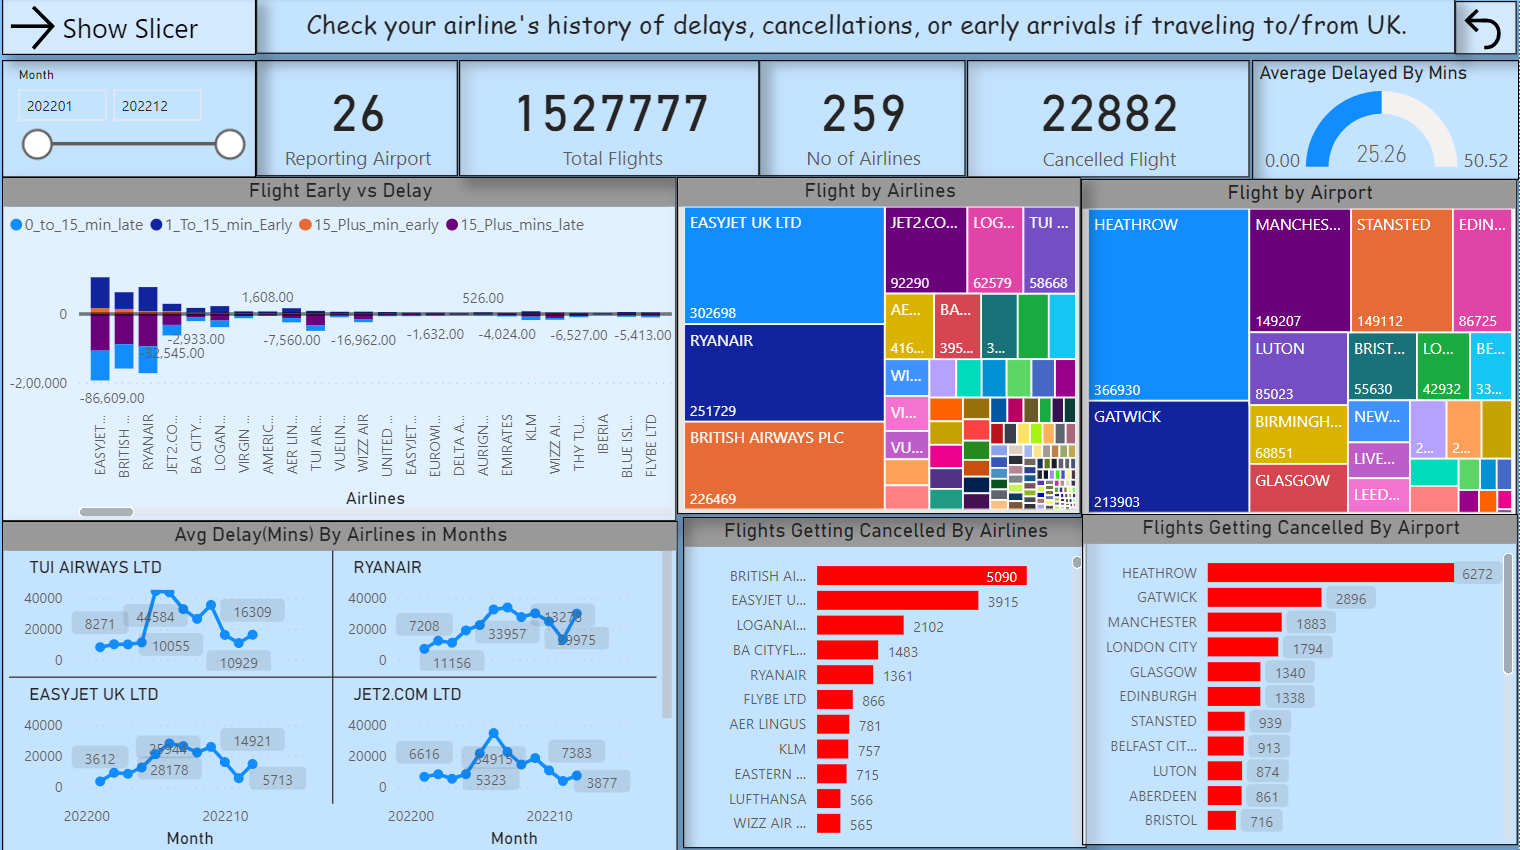 Show Slicer
Check your airline's history of delays, cancellations, or early arrivals if traveling to/from UK.
Month
202201
202212
26
Reporting Airport
1527777
Total Flights
259
No of Airlines
22882
Cancelled Flight
Average Delayed By Mins
0.00
25.26
50.52
Flight Early vs Delay
0_to_15_min_late
1_To_15_min_Early
15_Plus_min_early
15_Plus_mins_late
0
-2,00,000
1,608.00
526.00
-2,933.00
-32,545.00
-7,560.00
-16,962.00
-1,632.00
-4,024.00
-6,527.00
-5,413.00
-86,609.00
EASYJET...
BRITISH ...
RYANAIR
JET2.CO...
BA CITY...
LOGAN...
VIRGIN ...
AMERIC...
AER LIN...
TUI AIR...
VUELIN...
WIZZ AIR
UNITED...
EASYJET...
EUROWI...
DELTA A...
AURIGN...
EMIRATES
KLM
WIZZ AI...
THY TU...
IBERIA
BLUE ISL...
FLYBE LTD
Airlines
Flight by Airlines
EASYJET UK LTD
302698
RYANAIR
251729
BRITISH AIRWAYS PLC
226469
JET2.CO...
92290
LOG...
62579
TUI ...
58668
AE...
416...
BA...
395...
3...
WI...
VI...
VU...
Flight by Airport
HEATHROW
366930
GATWICK
213903
MANCHES...
149207
STANSTED
149112
EDIN...
86725
LUTON
85023
BRIST...
55630
LO...
42932
BE...
33...
BIRMINGH...
68851
GLASGOW
NEW...
LIVE...
LEED...
2...
2...
Avg Delay(Mins) By Airlines in Months
TUI AIRWAYS LTD
40000
20000
0
8271
44584
10055
16309
10929
RYANAIR
40000
20000
0
7208
11156
33957
13278
29975
EASYJET UK LTD
40000
20000
0
3612
25944
28178
14921
5713
JET2.COM LTD
40000
20000
0
6616
34915
5323
7383
3877
202200
202210
Month
202200
202210
Month
Flights Getting Cancelled By Airlines
BRITISH AI...
5090
EASYJET U...
3915
LOGANAI...
2102
BA CITYFL...
1483
RYANAIR
1361
FLYBE LTD
866
AER LINGUS
781
KLM
757
EASTERN ...
715
LUFTHANSA
566
WIZZ AIR ...
565
Flights Getting Cancelled By Airport
HEATHROW
6272
GATWICK
2896
MANCHESTER
1883
LONDON CITY
1794
GLASGOW
1340
EDINBURGH
1338
STANSTED
939
BELFAST CIT...
913
LUTON
874
ABERDEEN
861
BRISTOL
716